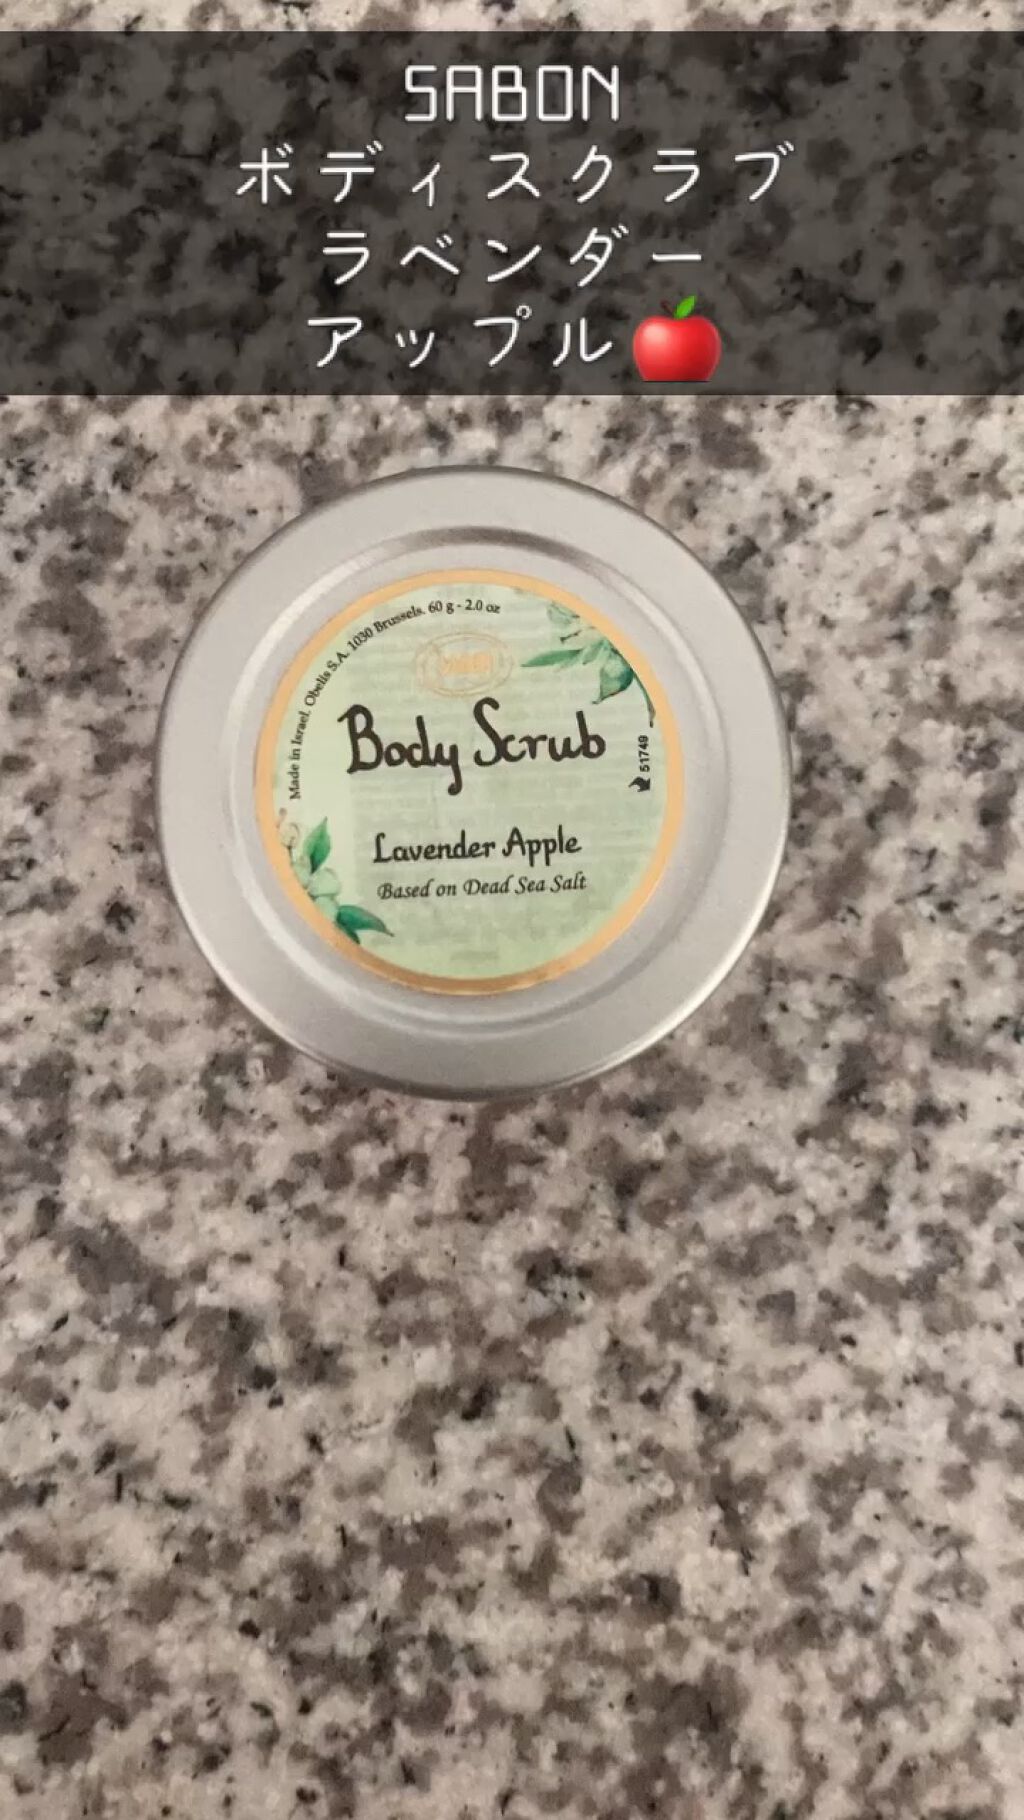 SABON
ボディスクラブ
ラベンダー
アップル🍎
Made in Israel. Obelis S.A. 1030 Brussels. 60 g - 2.0 oz
Body Scrub
51749
Lavender Apple
Based on Dead Sea Salt